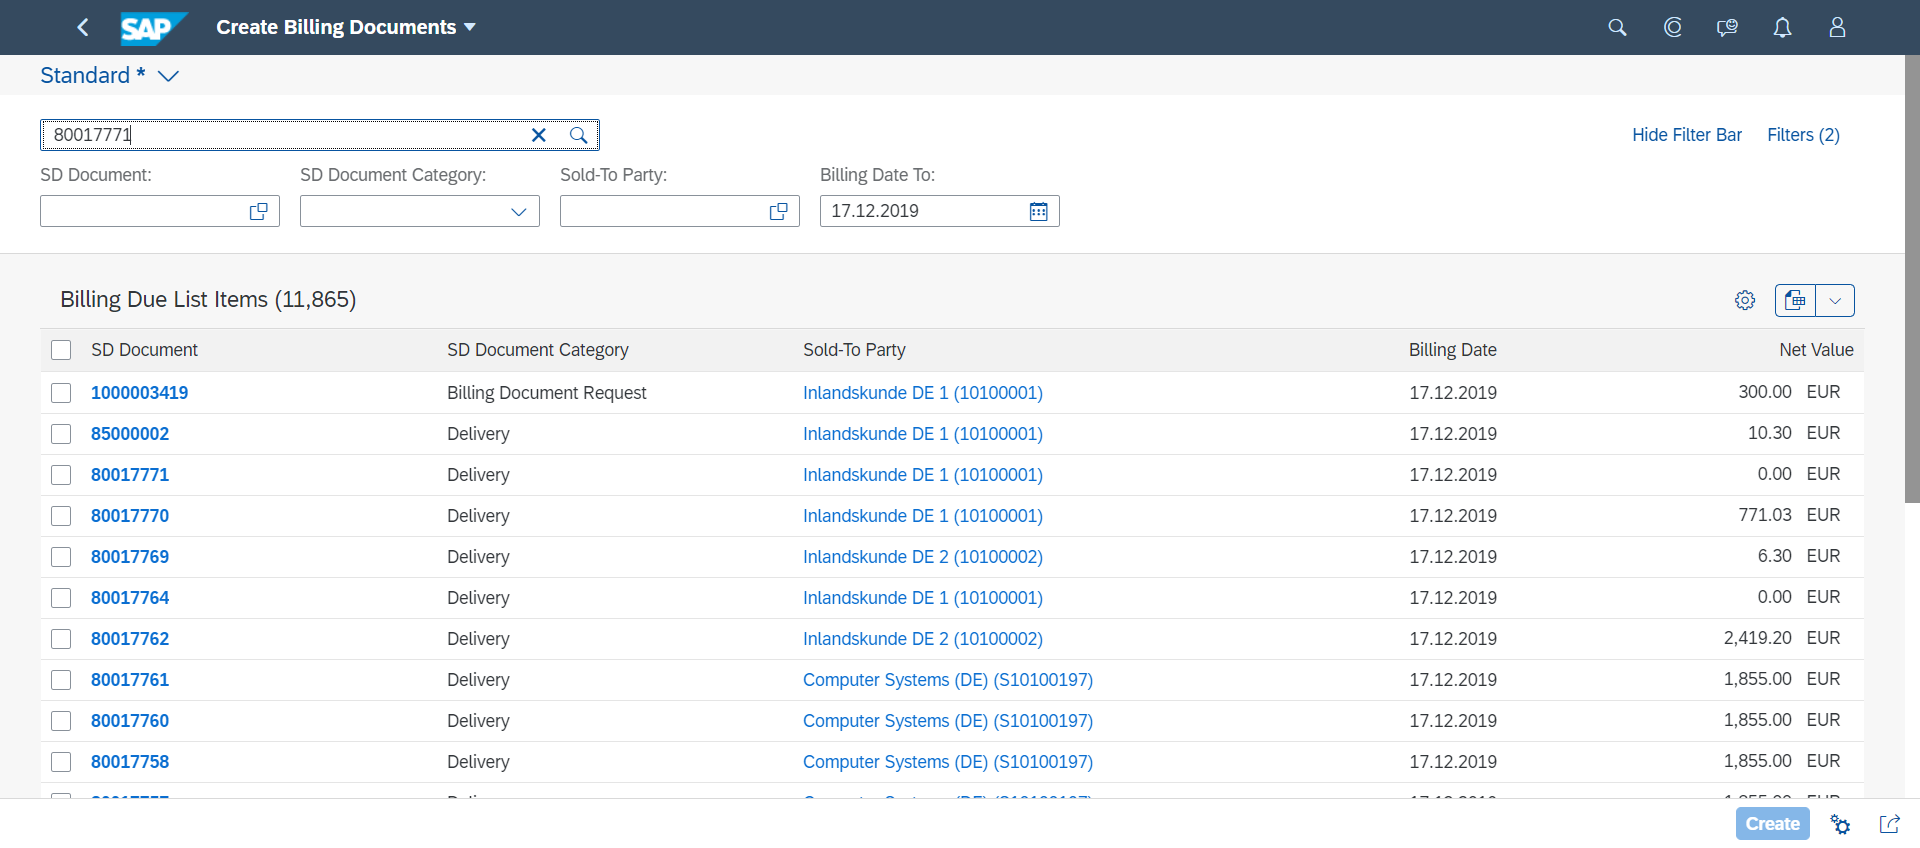 SAP Create Billing Documents
Standard *
80017771
Hide Filter Bar Filters (2)
SD Document: SD Document Category: Sold-To Party: Billing Date To:
17.12.2019
Billing Due List Items (11,865)
SD Document SD Document Category Sold-To Party Billing Date Net Value
1000003419 Billing Document Request Inlandskunde DE 1 (10100001) 17.12.2019 300.00 EUR
85000002 Delivery Inlandskunde DE 1 (10100001) 17.12.2019 10.30 EUR
80017771 Delivery Inlandskunde DE 1 (10100001) 17.12.2019 0.00 EUR
80017770 Delivery Inlandskunde DE 1 (10100001) 17.12.2019 771.03 EUR
80017769 Delivery Inlandskunde DE 2 (10100002) 17.12.2019 6.30 EUR
80017764 Delivery Inlandskunde DE 1 (10100001) 17.12.2019 0.00 EUR
80017762 Delivery Inlandskunde DE 2 (10100002) 17.12.2019 2,419.20 EUR
80017761 Delivery Computer Systems (DE) (S10100197) 17.12.2019 1,855.00 EUR
80017760 Delivery Computer Systems (DE) (S10100197) 17.12.2019 1,855.00 EUR
80017758 Delivery Computer Systems (DE) (S10100197) 17.12.2019 1,855.00 EUR
Create